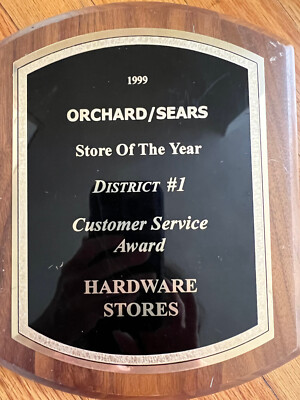 1999
ORCHARD/SEARS
Store Of The Year
DISTRICT #1
Customer Service
Award
HARDWARE
STORES